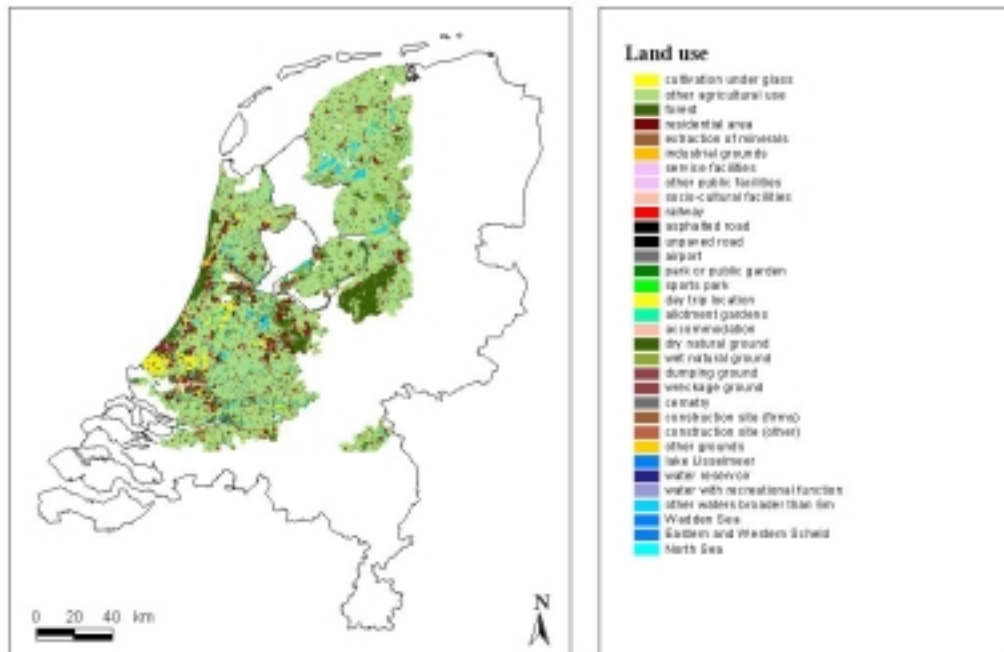 Land use
cultivation under glass
other agricultural use
forest
residential area
extraction of minerals
industrial grounds
service facilities
other public facilities
socio-cultural facilities
railway
asphalted road
unpaved road
airport
park or public garden
sports park
day trip location
allotment gardens
accommodation
dry natural ground
wet natural ground
dumping ground
wreckage ground
cemetry
construction site (firms)
construction site (other)
other grounds
lake IJsselmeer
water reservoir
water with recreational function
other waters broader than 6m
Wadden Sea
Eastern and Western Scheld
North Sea
N
0 20 40 km